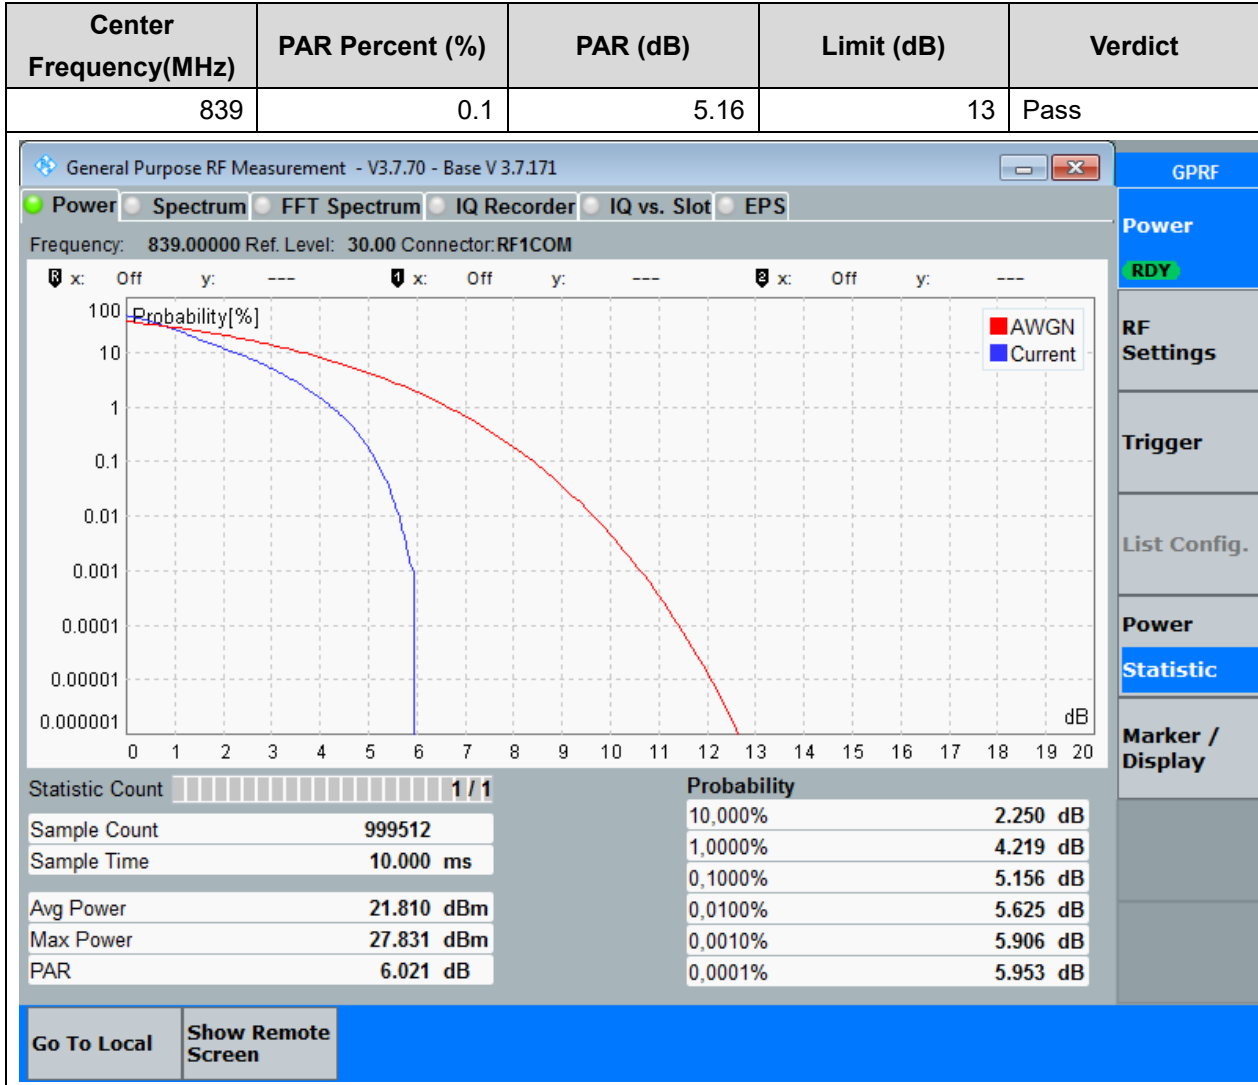 Center Frequency(MHz) PAR Percent (%) PAR (dB) Limit (dB) Verdict
839 0.1 5.16 13 Pass
General Purpose RF Measurement - V3.7.70 - Base V 3.7.171
GPRF
Power Spectrum FFT Spectrum IQ Recorder IQ vs. Slot EPS
Frequency: 839.00000 Ref. Level: 30.00 Connector:RF1COM
R x: Off y: --- 1 x: Off y: --- 2 x: Off y: ---
Probability[%]
AWGN
Current
100
10
1
0.1
0.01
0.001
0.0001
0.00001
0.000001
dB
0 1 2 3 4 5 6 7 8 9 10 11 12 13 14 15 16 17 18 19 20
Statistic Count 1 / 1
Sample Count 999512
Sample Time 10.000 ms
Avg Power 21.810 dBm
Max Power 27.831 dBm
PAR 6.021 dB
Probability
10,000% 2.250 dB
1,0000% 4.219 dB
0,1000% 5.156 dB
0,0100% 5.625 dB
0,0010% 5.906 dB
0,0001% 5.953 dB
Power
RDY
RF
Settings
Trigger
List Config.
Power
Statistic
Marker /
Display
Go To Local
Show Remote
Screen